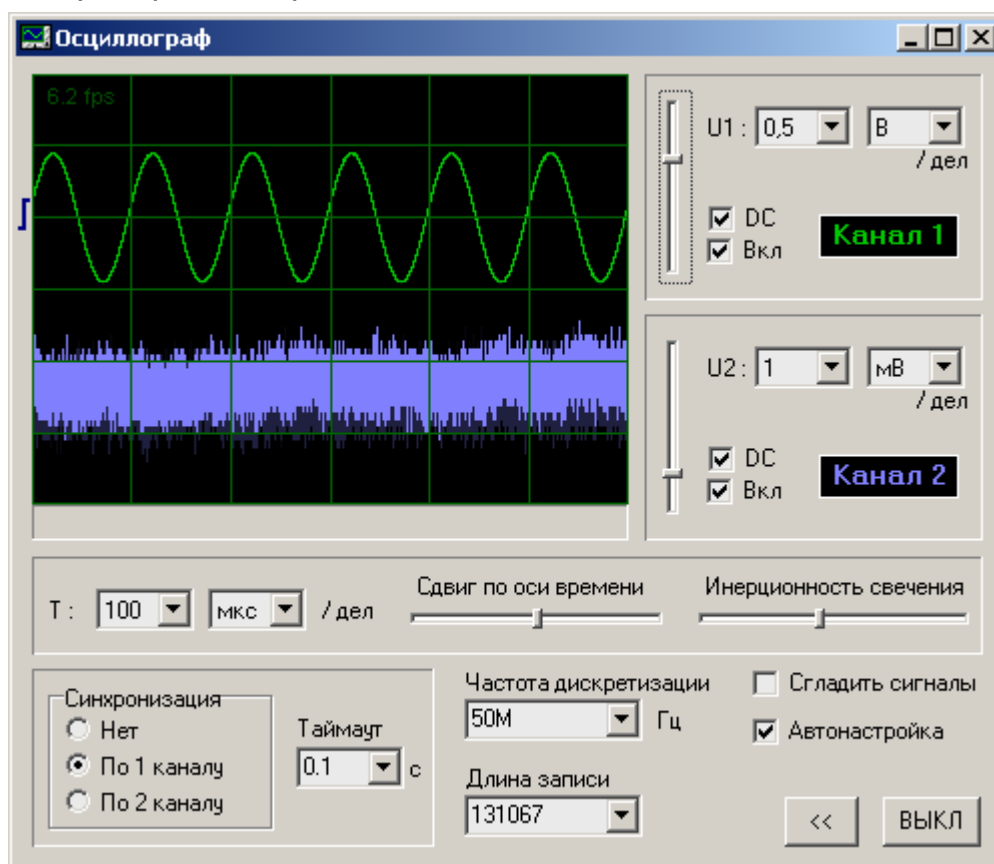 Осциллограф
6.2 fps
U1 : 0,5 В
/ дел
DC
Вкл
Канал 1
U2 : 1 мВ
/ дел
DC
Вкл
Канал 2
T : 100 мкс / дел
Сдвиг по оси времени
Инерционность свечения
Синхронизация
Нет
По 1 каналу
По 2 каналу
Таймаут
0.1 с
Частота дискретизации
50М Гц
Длина записи
131067
Сгладить сигналы
Автонастройка
<<
ВЫКЛ